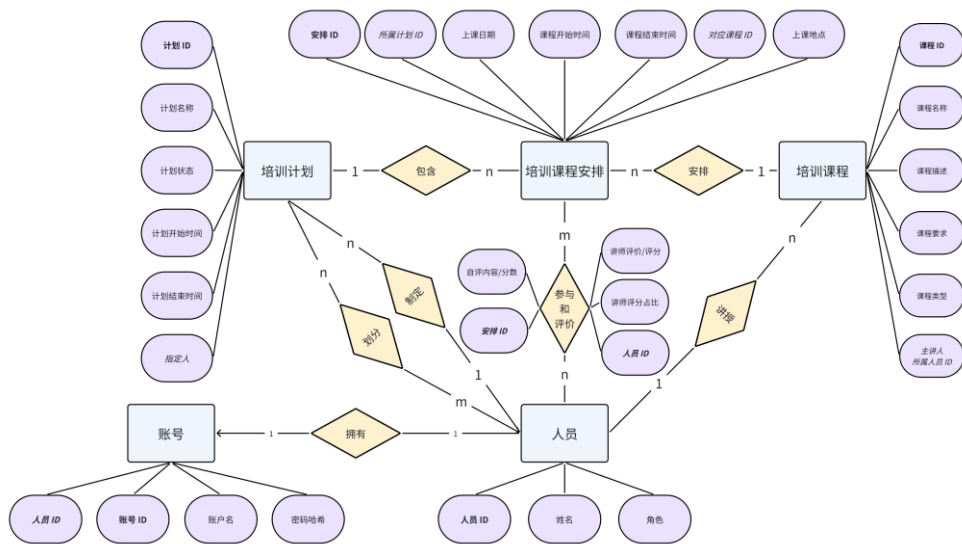 安排 ID
所属计划 ID
上课日期
课程开始时间
课程结束时间
对应课程 ID
上课地点
计划 ID
计划名称
计划状态
计划开始时间
计划结束时间
指定人
课程 ID
课程名称
课程描述
课程要求
课程类型
主讲人
所属人员 ID
培训计划
1
包含
n
培训课程安排
n
安排
1
培训课程
n
制定
1
n
划分
m
m
自评内容/分数
安排 ID
参与
和
评价
讲师评价/评分
讲师评分占比
人员 ID
n
n
讲授
1
账号
1
拥有
1
人员
人员 ID
账号 ID
账户名
密码哈希
人员 ID
姓名
角色